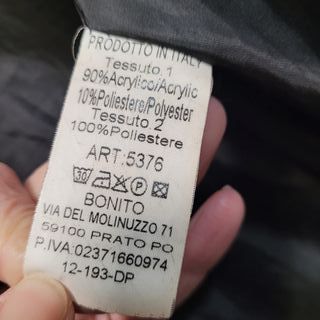 PRODOTTO IN ITALY
Tessuto 1
90%Acrylico/Acrylic
10%Poliestere/Polyester
Tessuto 2
100%Poliestere
ART:5376
30 P
BONITO
VIA DEL MOLINUZZO 71
59100 PRATO PO
P.IVA:02371660974
12-193-DP